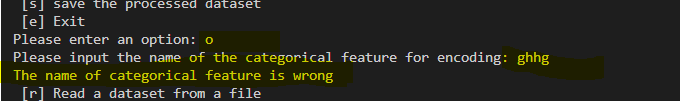 [s] save the processed dataset
[e] Exit
Please enter an option: o
Please input the name of the categorical feature for encoding: ghhg
The name of categorical feature is wrong
[r] Read a dataset from a file